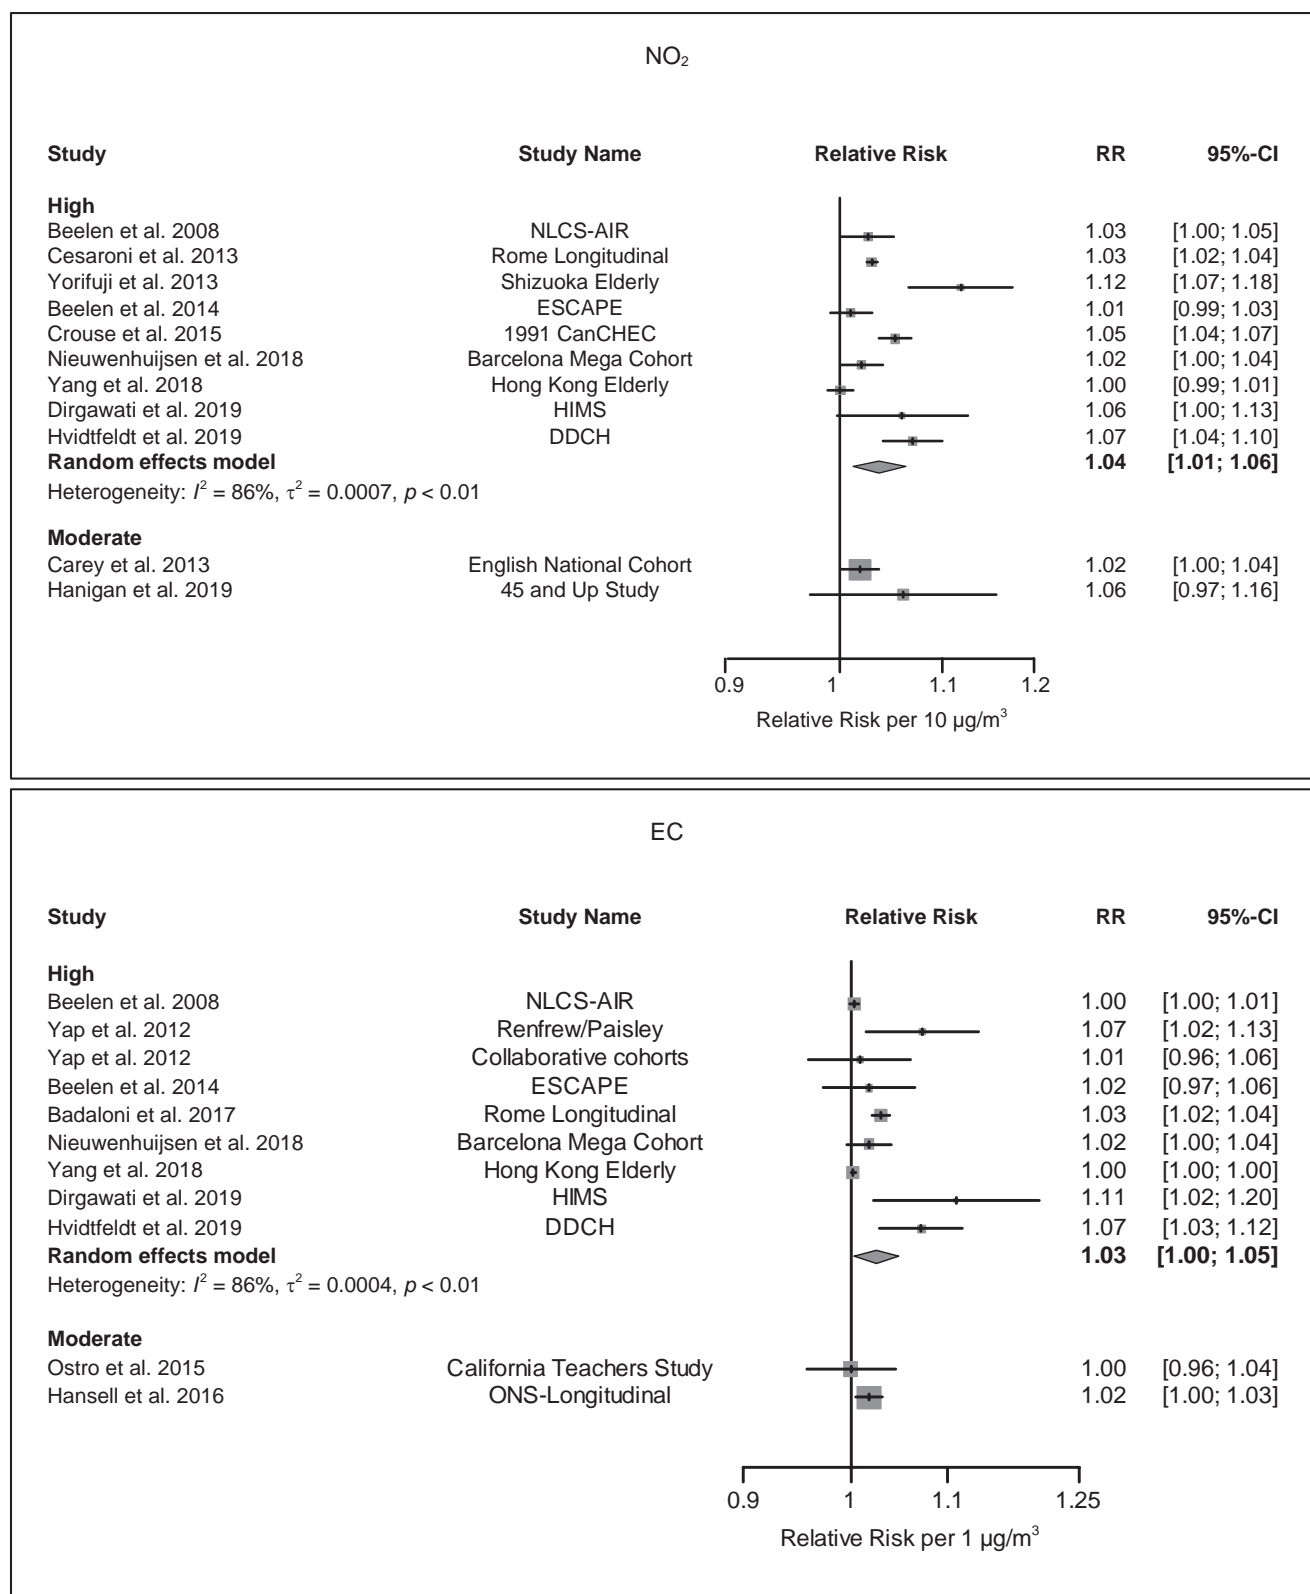 NO₂
Study Study Name Relative Risk RR 95%-CI
High
Beelen et al. 2008 NLCS-AIR 1.03 [1.00; 1.05]
Cesaroni et al. 2013 Rome Longitudinal 1.03 [1.02; 1.04]
Yorifuji et al. 2013 Shizuoka Elderly 1.12 [1.07; 1.18]
Beelen et al. 2014 ESCAPE 1.01 [0.99; 1.03]
Crouse et al. 2015 1991 CanCHEC 1.05 [1.04; 1.07]
Nieuwenhuijsen et al. 2018 Barcelona Mega Cohort 1.02 [1.00; 1.04]
Yang et al. 2018 Hong Kong Elderly 1.00 [0.99; 1.01]
Dirgawati et al. 2019 HIMS 1.06 [1.00; 1.13]
Hvidtfeldt et al. 2019 DDCH 1.07 [1.04; 1.10]
Random effects model 1.04 [1.01; 1.06]
Heterogeneity: I² = 86%, τ² = 0.0007, p < 0.01
Moderate
Carey et al. 2013 English National Cohort 1.02 [1.00; 1.04]
Hanigan et al. 2019 45 and Up Study 1.06 [0.97; 1.16]
0.9 1 1.1 1.2
Relative Risk per 10 µg/m³
EC
Study Study Name Relative Risk RR 95%-CI
High
Beelen et al. 2008 NLCS-AIR 1.00 [1.00; 1.01]
Yap et al. 2012 Renfrew/Paisley 1.07 [1.02; 1.13]
Yap et al. 2012 Collaborative cohorts 1.01 [0.96; 1.06]
Beelen et al. 2014 ESCAPE 1.02 [0.97; 1.06]
Badaloni et al. 2017 Rome Longitudinal 1.03 [1.02; 1.04]
Nieuwenhuijsen et al. 2018 Barcelona Mega Cohort 1.02 [1.00; 1.04]
Yang et al. 2018 Hong Kong Elderly 1.00 [1.00; 1.00]
Dirgawati et al. 2019 HIMS 1.11 [1.02; 1.20]
Hvidtfeldt et al. 2019 DDCH 1.07 [1.03; 1.12]
Random effects model 1.03 [1.00; 1.05]
Heterogeneity: I² = 86%, τ² = 0.0004, p < 0.01
Moderate
Ostro et al. 2015 California Teachers Study 1.00 [0.96; 1.04]
Hansell et al. 2016 ONS-Longitudinal 1.02 [1.00; 1.03]
0.9 1 1.1 1.25
Relative Risk per 1 µg/m³